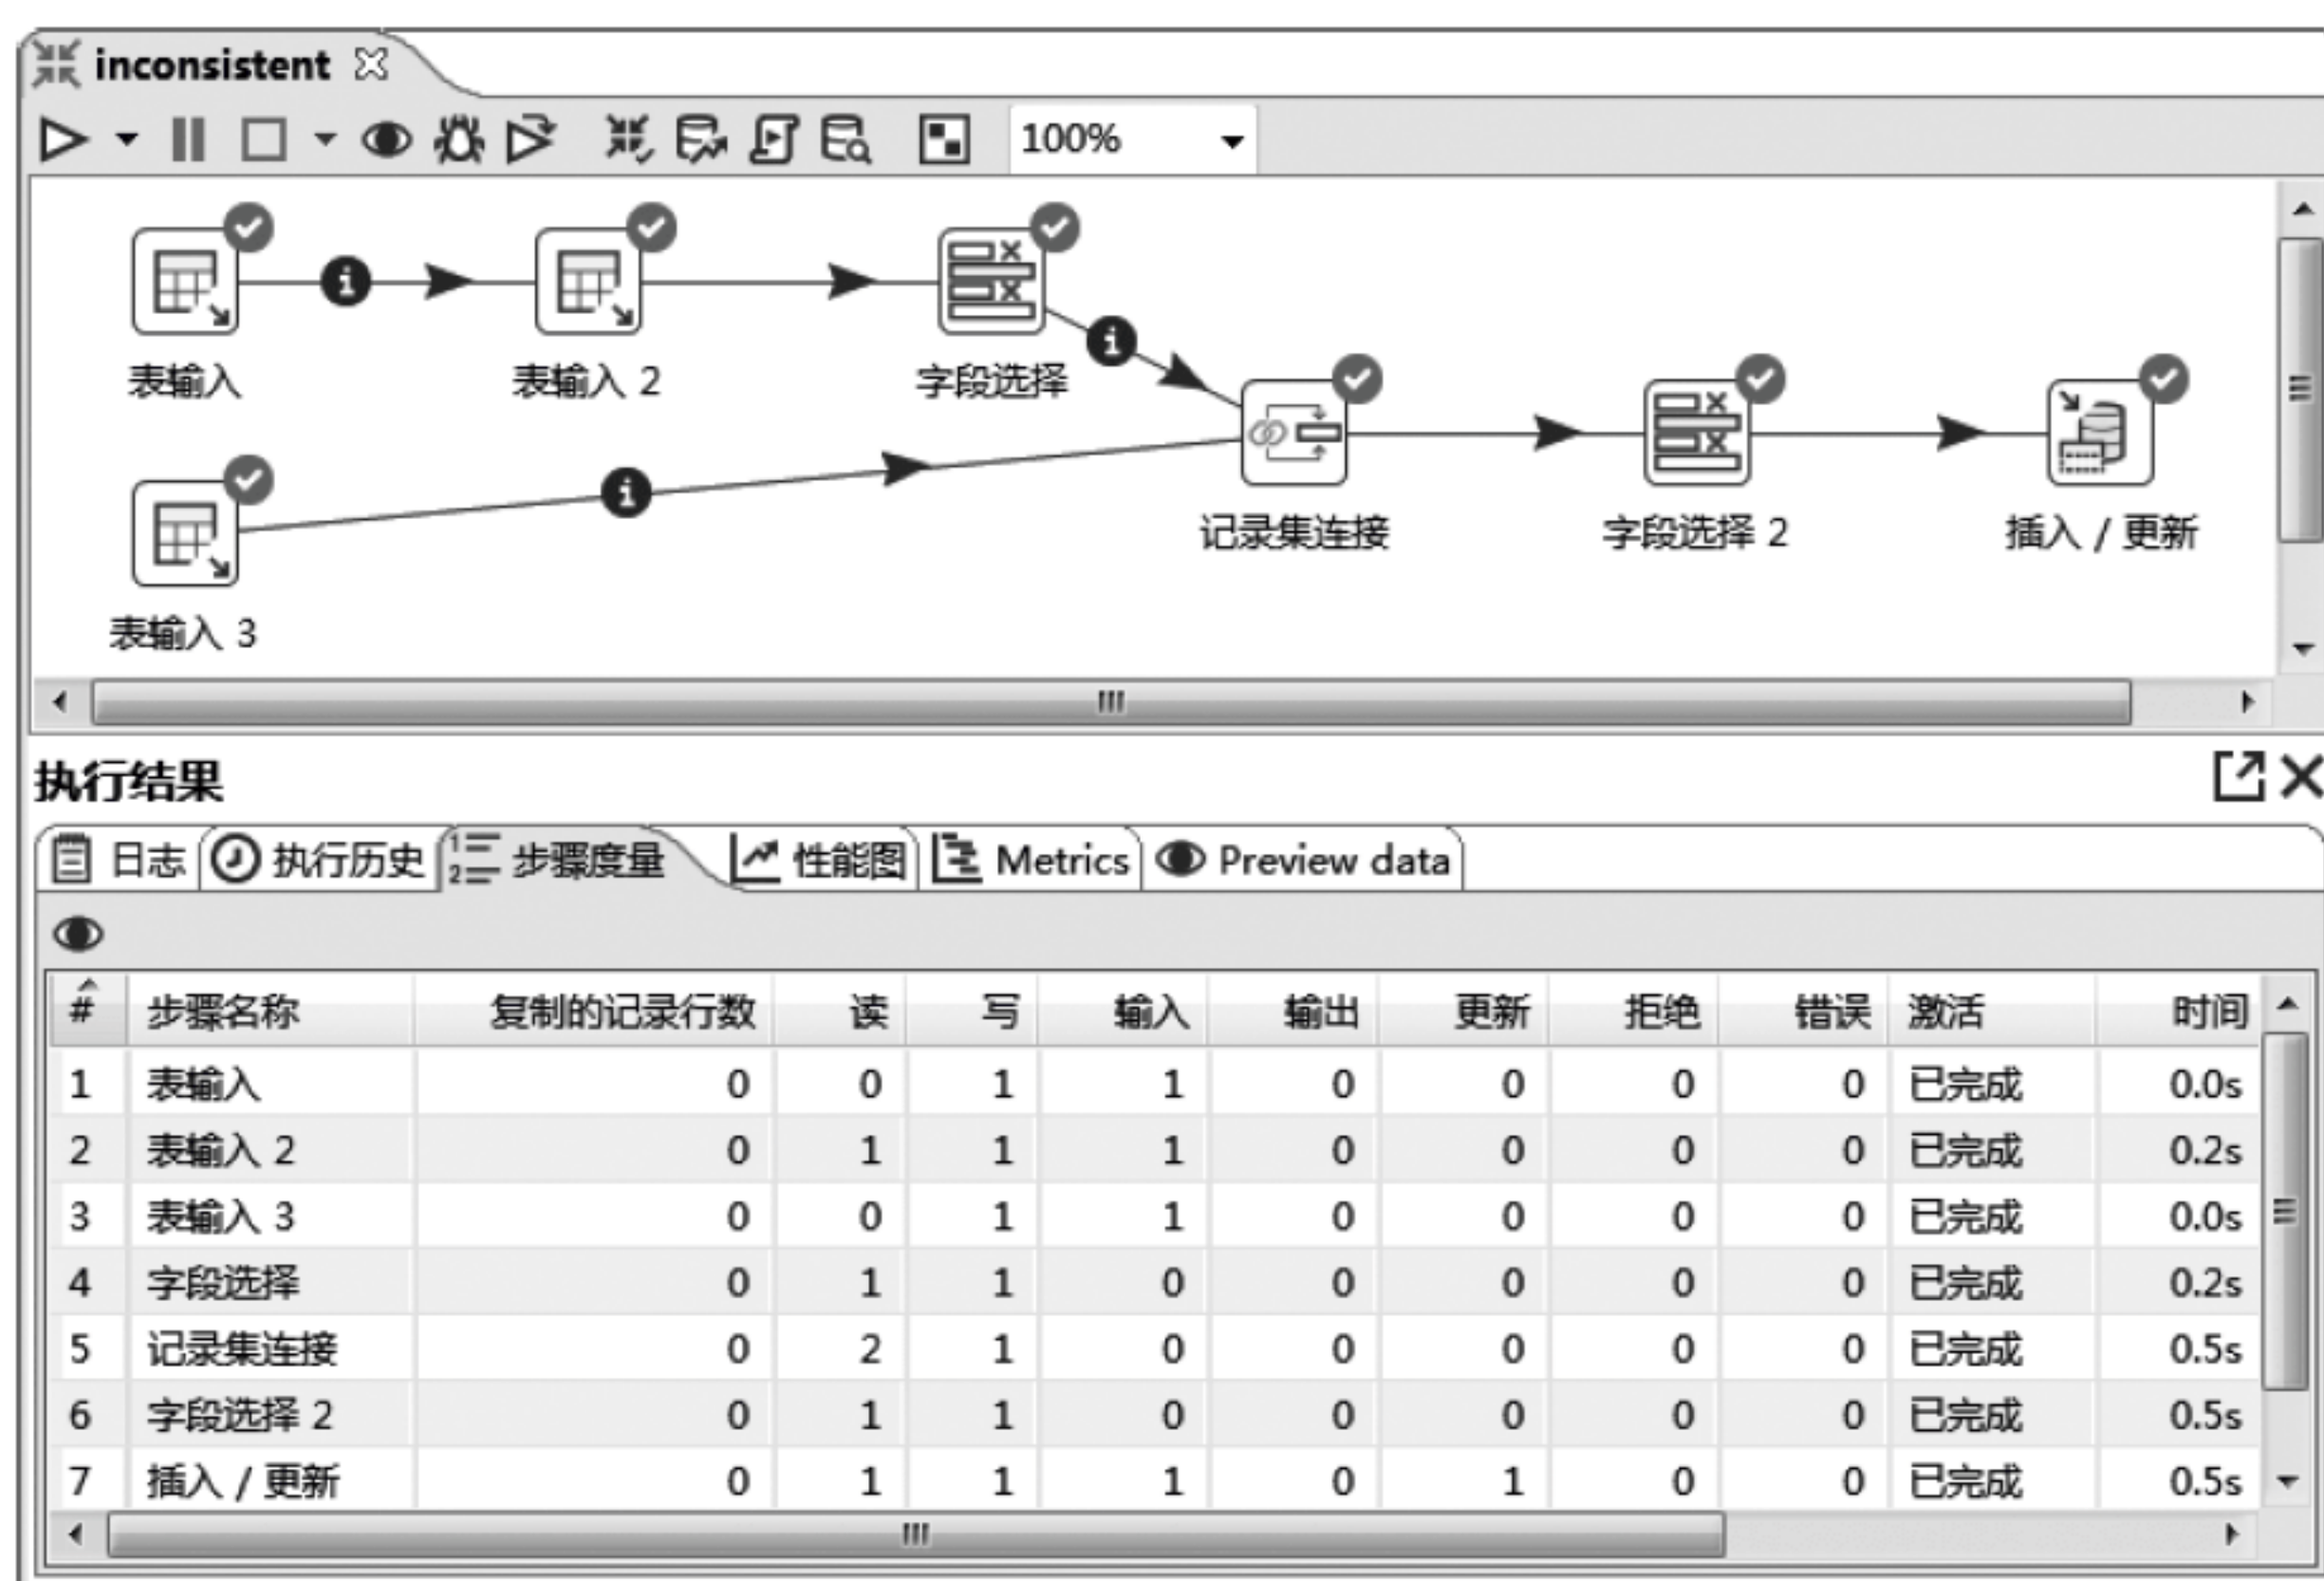 inconsistent
100%
表输入
表输入 2
字段选择
记录集连接
字段选择 2
插入 / 更新
表输入 3
执行结果
日志 执行历史 步骤度量 性能图 Metrics Preview data
# 步骤名称 复制的记录行数 读 写 输入 输出 更新 拒绝 错误 激活 时间
1 表输入 0 0 1 1 0 0 0 0 已完成 0.0s
2 表输入 2 0 1 1 1 0 0 0 0 已完成 0.2s
3 表输入 3 0 0 1 1 0 0 0 0 已完成 0.0s
4 字段选择 0 1 1 0 0 0 0 0 已完成 0.2s
5 记录集连接 0 2 1 0 0 0 0 0 已完成 0.5s
6 字段选择 2 0 1 1 0 0 0 0 0 已完成 0.5s
7 插入 / 更新 0 1 1 1 0 1 0 0 已完成 0.5s